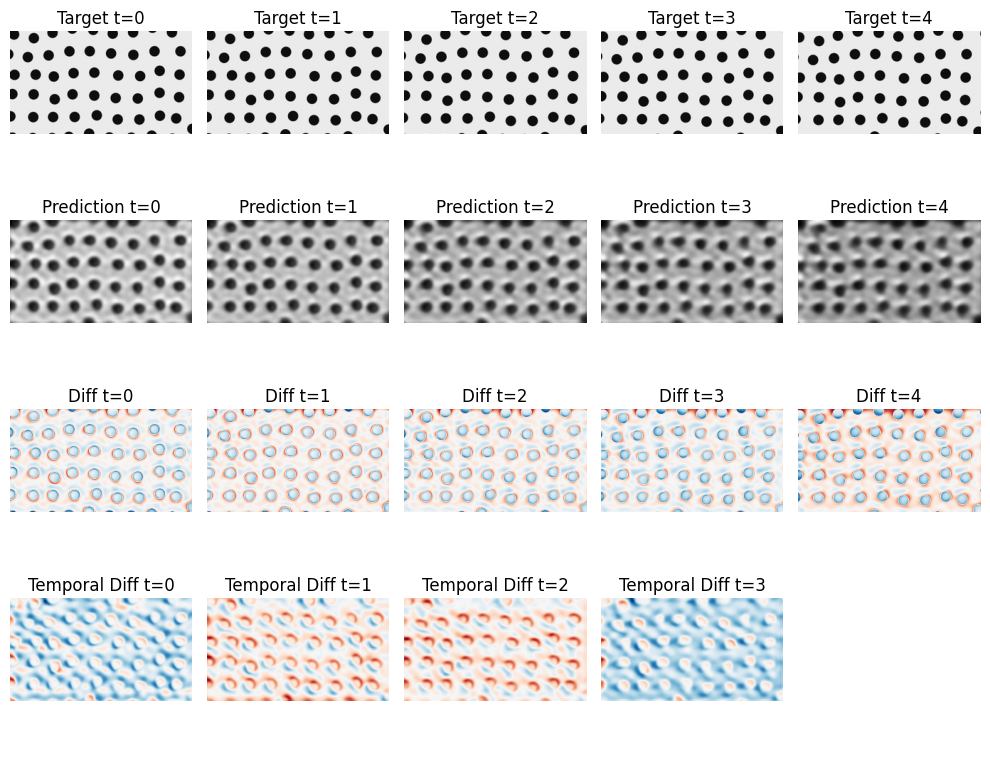 Target t=0 Target t=1 Target t=2 Target t=3 Target t=4
Prediction t=0 Prediction t=1 Prediction t=2 Prediction t=3 Prediction t=4
Diff t=0 Diff t=1 Diff t=2 Diff t=3 Diff t=4
Temporal Diff t=0 Temporal Diff t=1 Temporal Diff t=2 Temporal Diff t=3